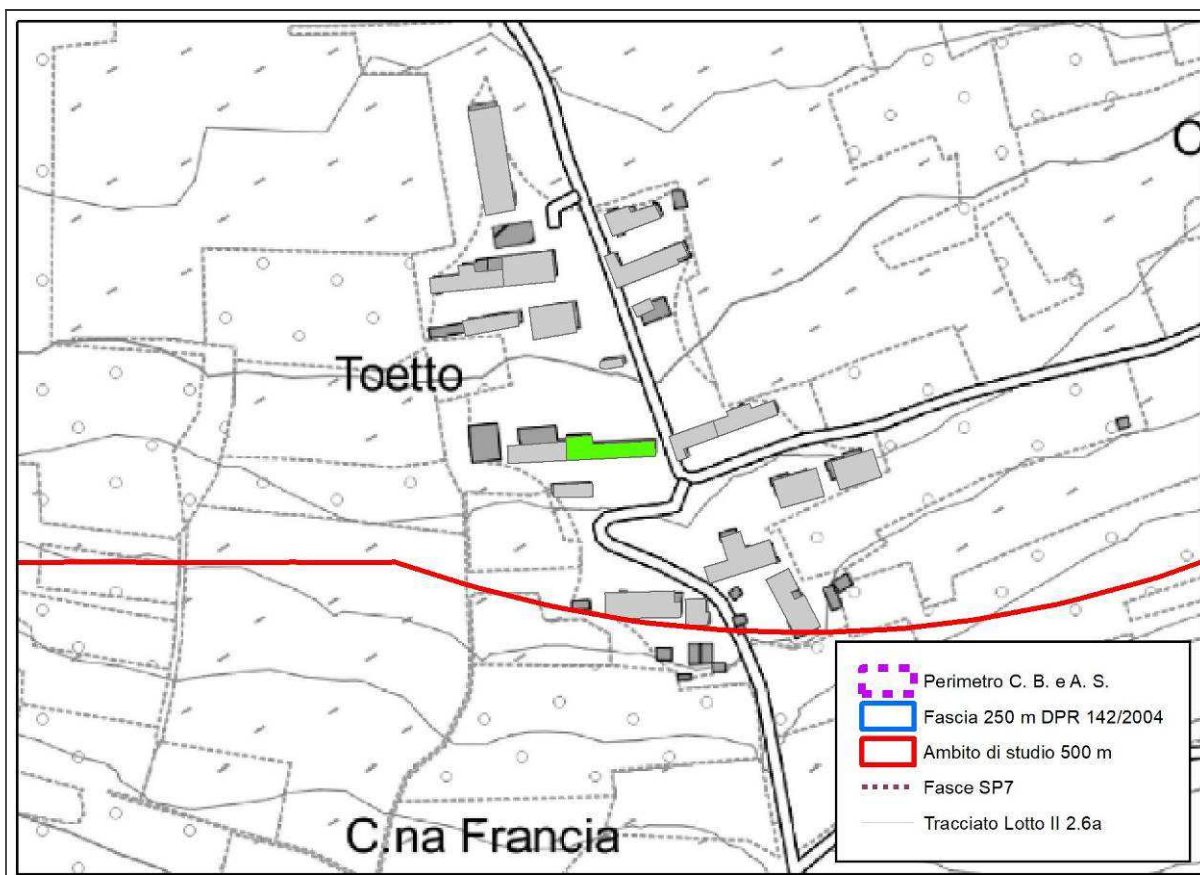 O
Toetto
C.na Francia
Perimetro C. B. e A. S.
Fascia 250 m DPR 142/2004
Ambito di studio 500 m
Fasce SP7
Tracciato Lotto II 2.6a